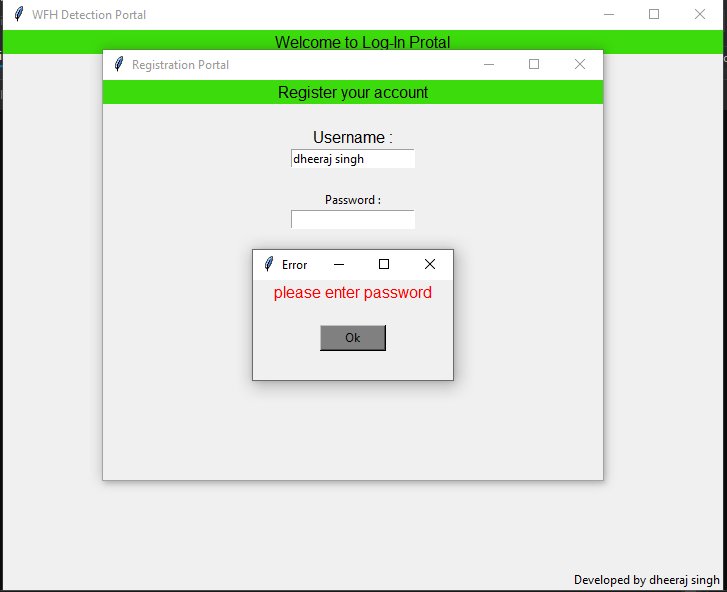 WFH Detection Portal
Welcome to Log-In Protal
Registration Portal
Register your account
Username :
dheeraj singh
Password :
Error
please enter password
Ok
Developed by dheeraj singh